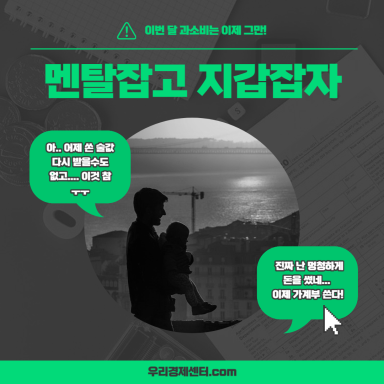 이번 달 과소비는 이제 그만!
멘탈잡고 지갑잡자
아.. 어제 쓴 술값
다시 받을수도
없고.... 이것 참
ㅜㅜ
진짜 난 멍청하게
돈을 썼네...
이제 가계부 쓴다!
우리경제센터.com